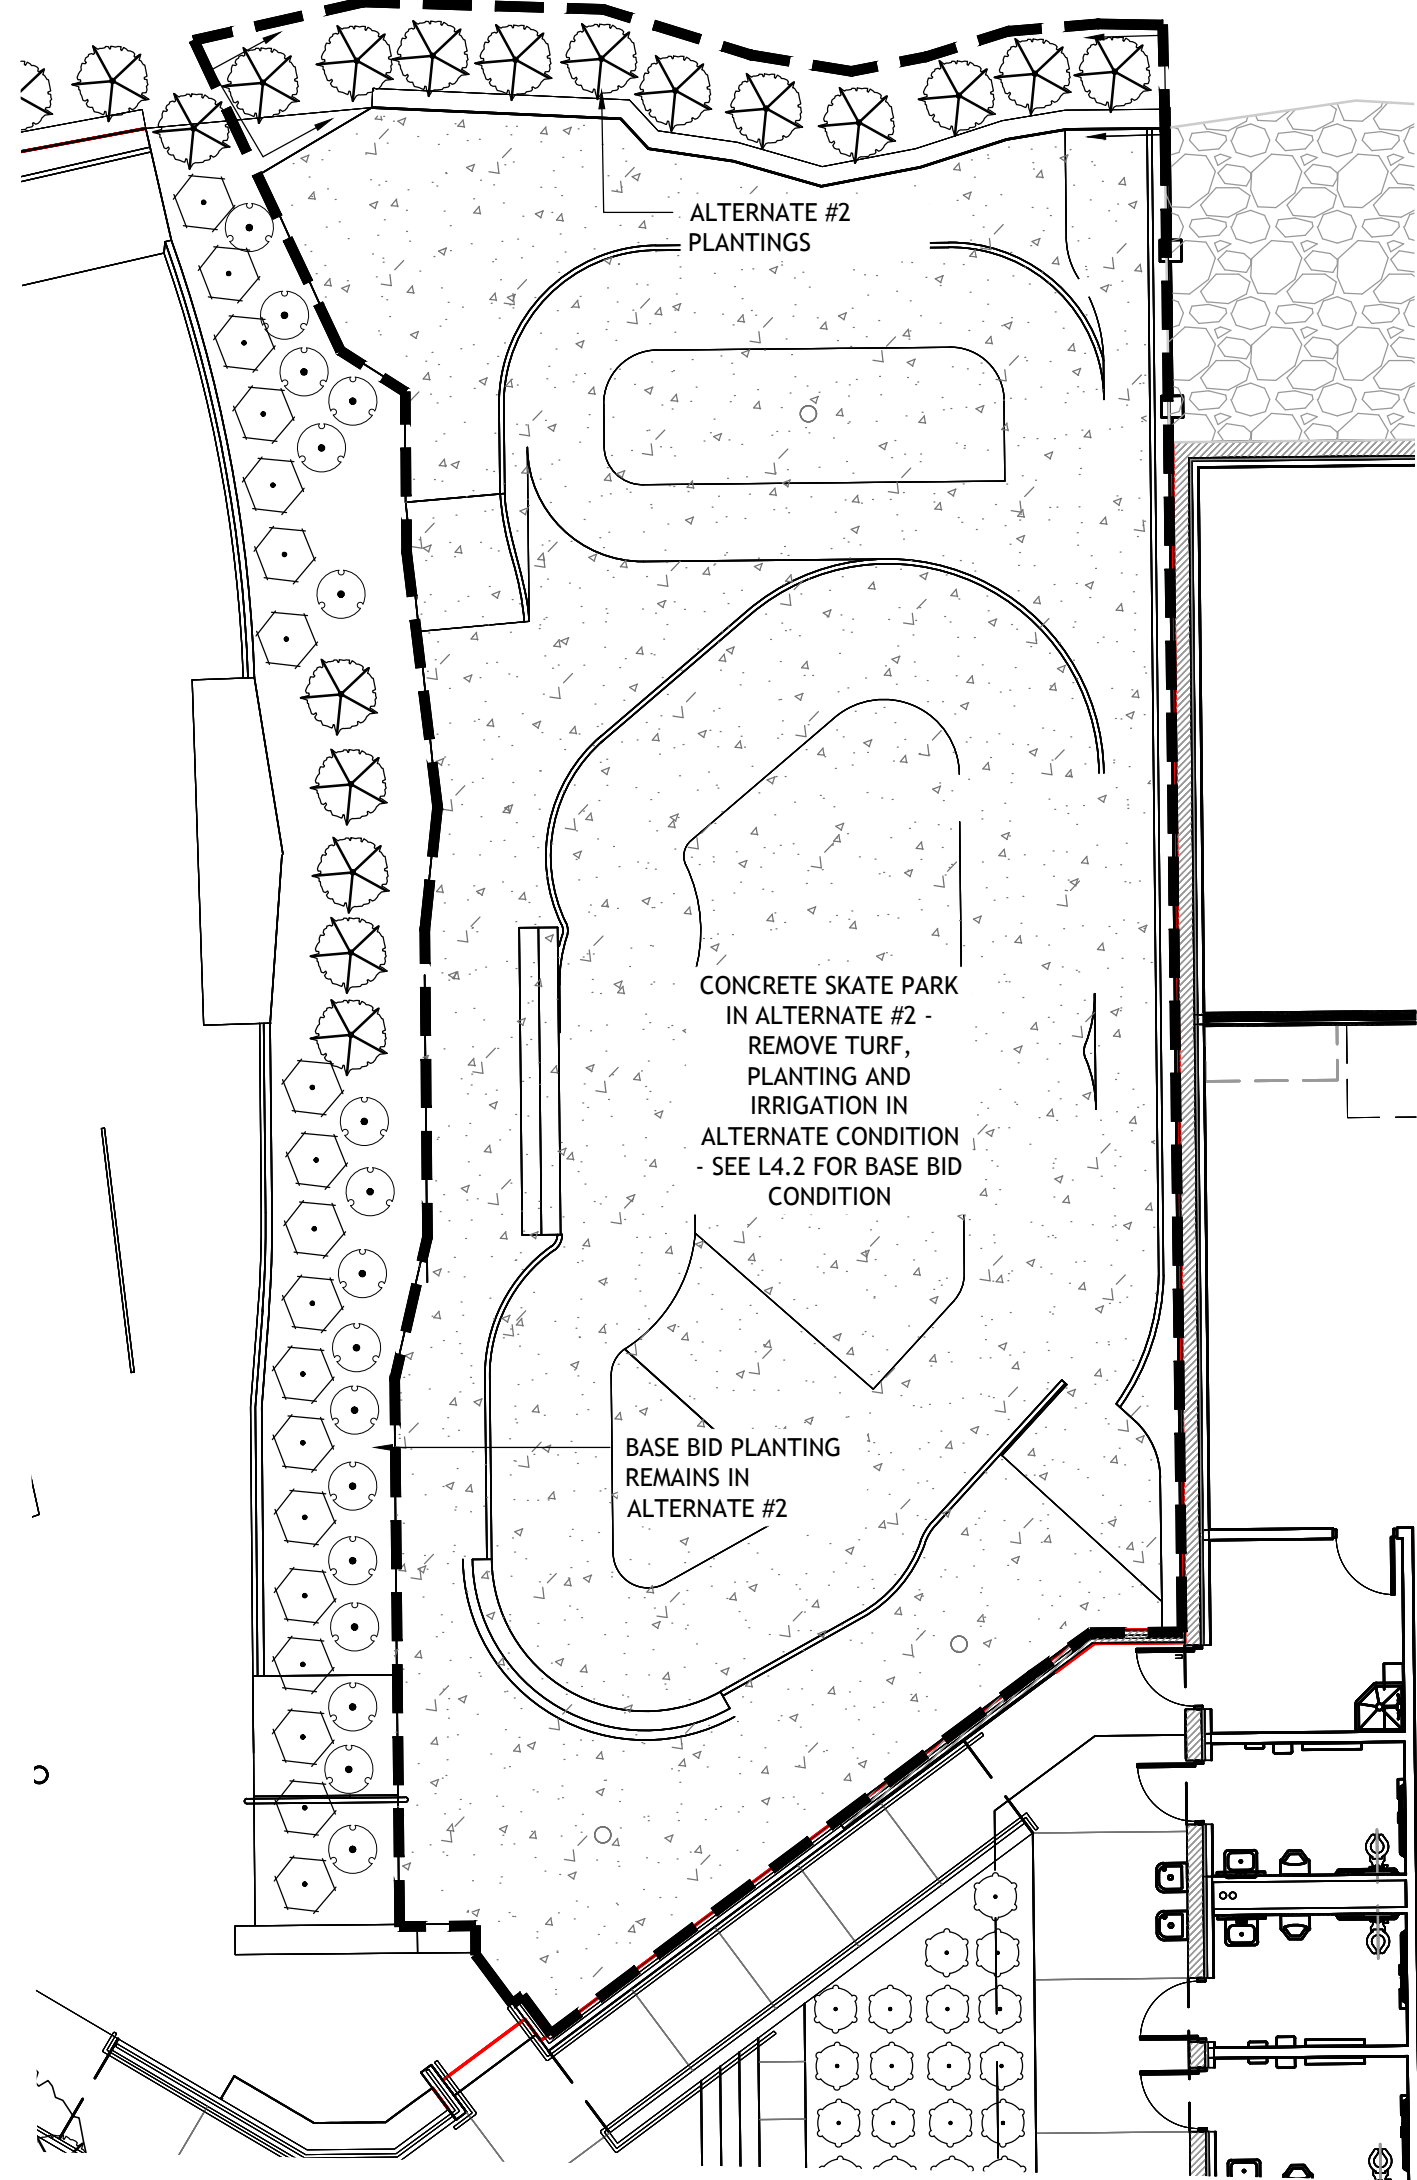 ALTERNATE #2
PLANTINGS
CONCRETE SKATE PARK
IN ALTERNATE #2 -
REMOVE TURF,
PLANTING AND
IRRIGATION IN
ALTERNATE CONDITION
- SEE L4.2 FOR BASE BID
CONDITION
BASE BID PLANTING
REMAINS IN
ALTERNATE #2